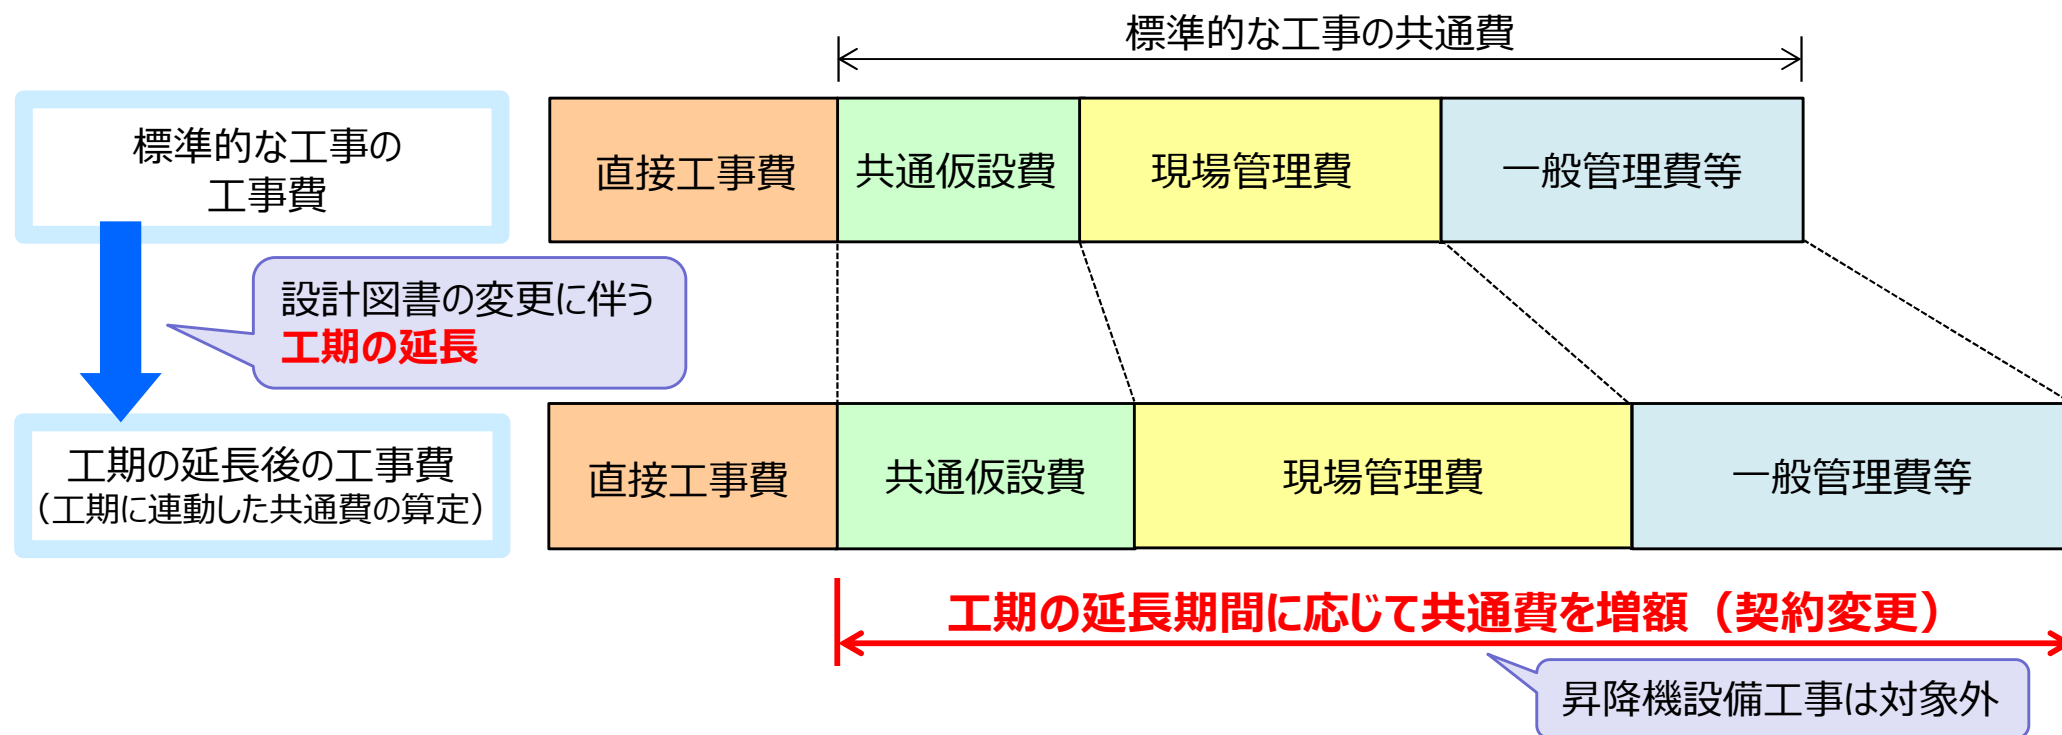 標準的な工事の共通費
標準的な工事の
工事費
直接工事費
共通仮設費
現場管理費
一般管理費等
設計図書の変更に伴う
工期の延長
工期の延長後の工事費
（工期に連動した共通費の算定）
直接工事費
共通仮設費
現場管理費
一般管理費等
工期の延長期間に応じて共通費を増額（契約変更）
昇降機設備工事は対象外